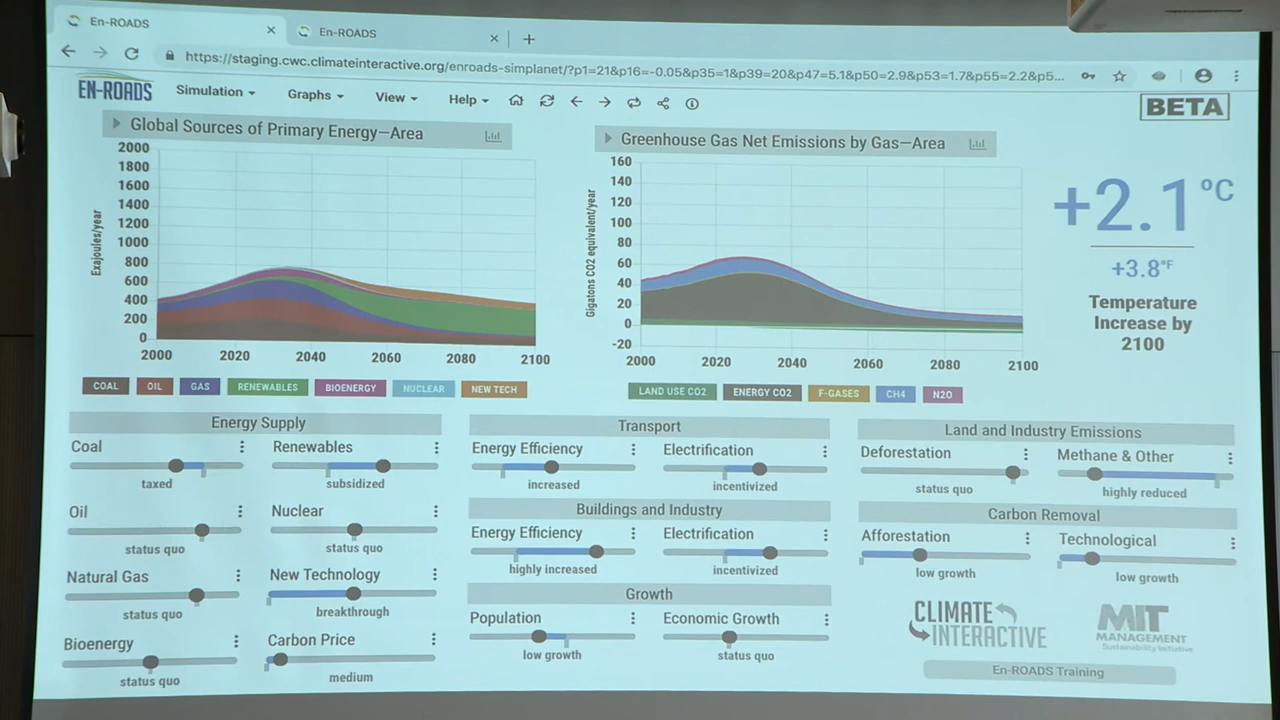 En-ROADS
En-ROADS
https://staging.cwc.climateinteractive.org/enroads-simplanet/?p1=21&p16=-0.05&p35=1&p39=20&p47=5.1&p50=2.9&p53=1.7&p55=2.2&p5...
EN-ROADS
Simulation
Graphs
View
Help
BETA
Global Sources of Primary Energy—Area
2000
1800
1600
1400
1200
1000
800
600
400
200
0
Exajoules/year
2000 2020 2040 2060 2080 2100
COAL OIL GAS RENEWABLES BIOENERGY NUCLEAR NEW TECH
Greenhouse Gas Net Emissions by Gas—Area
160
140
120
100
80
60
40
20
0
-20
Gigatons CO2 equivalent/year
2000 2020 2040 2060 2080 2100
LAND USE CO2 ENERGY CO2 F-GASES CH4 N2O
+2.1 ºC
+3.8°F
Temperature
Increase by
2100
Energy Supply
Coal
taxed
Renewables
subsidized
Oil
status quo
Nuclear
status quo
Natural Gas
status quo
New Technology
breakthrough
Bioenergy
status quo
Carbon Price
medium
Transport
Energy Efficiency
increased
Electrification
incentivized
Buildings and Industry
Energy Efficiency
highly increased
Electrification
incentivized
Growth
Population
low growth
Economic Growth
status quo
Land and Industry Emissions
Deforestation
status quo
Methane & Other
highly reduced
Carbon Removal
Afforestation
low growth
Technological
low growth
CLIMATE
INTERACTIVE
MIT
MANAGEMENT
Sustainability Initiative
En-ROADS Training